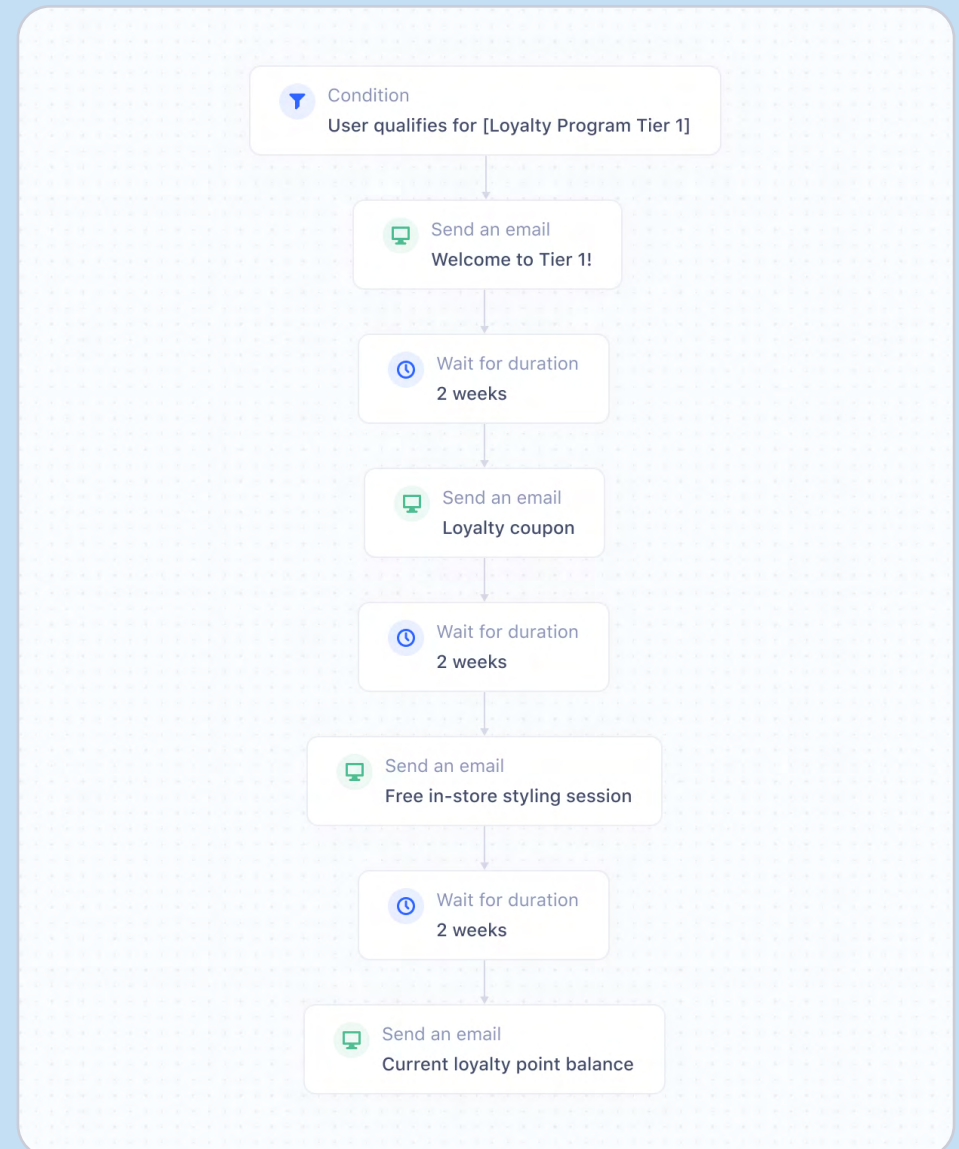 Condition
User qualifies for [Loyalty Program Tier 1]
Send an email
Welcome to Tier 1!
Wait for duration
2 weeks
Send an email
Loyalty coupon
Wait for duration
2 weeks
Send an email
Free in-store styling session
Wait for duration
2 weeks
Send an email
Current loyalty point balance